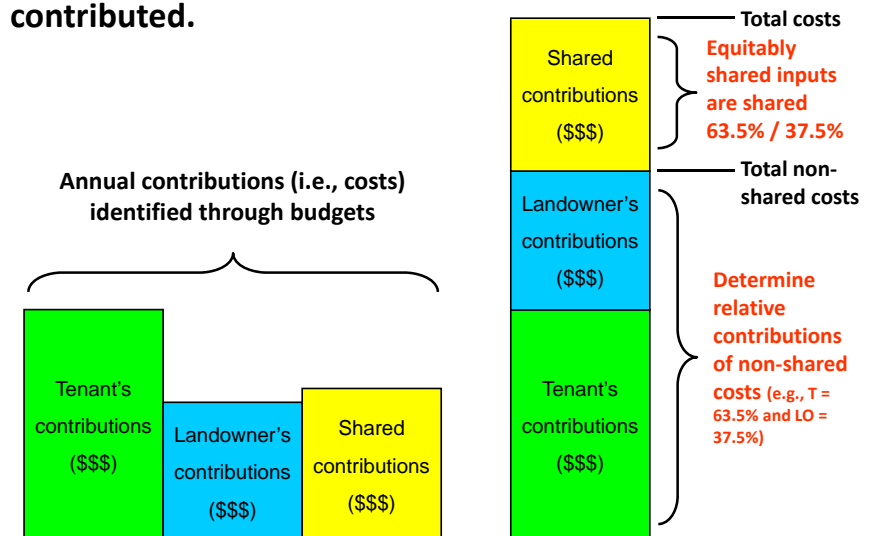 contributed.
Annual contributions (i.e., costs)
identified through budgets
Tenant's
contributions
($$$)
Landowner's
contributions
($$$)
Shared
contributions
($$$)
Shared
contributions
($$$)
Landowner's
contributions
($$$)
Tenant's
contributions
($$$)
Total costs
Equitably
shared inputs
are shared
63.5% / 37.5%
Total non-
shared costs
Determine
relative
contributions
of non-shared
costs (e.g., T =
63.5% and LO =
37.5%)